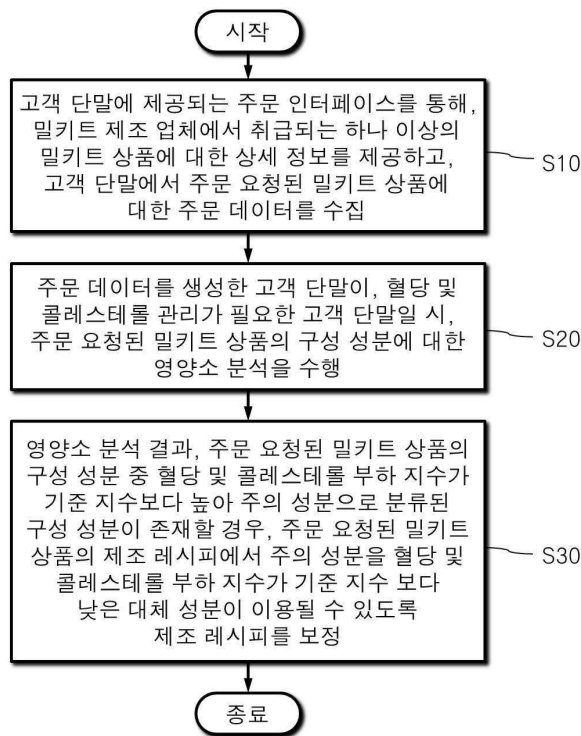 시작
고객 단말에 제공되는 주문 인터페이스를 통해,
밀키트 제조 업체에서 취급되는 하나 이상의
밀키트 상품에 대한 상세 정보를 제공하고,
고객 단말에서 주문 요청된 밀키트 상품에
대한 주문 데이터를 수집
S10
주문 데이터를 생성한 고객 단말이, 혈당 및
콜레스테롤 관리가 필요한 고객 단말일 시,
주문 요청된 밀키트 상품의 구성 성분에 대한
영양소 분석을 수행
S20
영양소 분석 결과, 주문 요청된 밀키트 상품의
구성 성분 중 혈당 및 콜레스테롤 부하 지수가
기준 지수보다 높아 주의 성분으로 분류된
구성 성분이 존재할 경우, 주문 요청된 밀키트
상품의 제조 레시피에서 주의 성분을 혈당 및
콜레스테롤 부하 지수가 기준 지수 보다
낮은 대체 성분이 이용될 수 있도록
제조 레시피를 보정
S30
종료